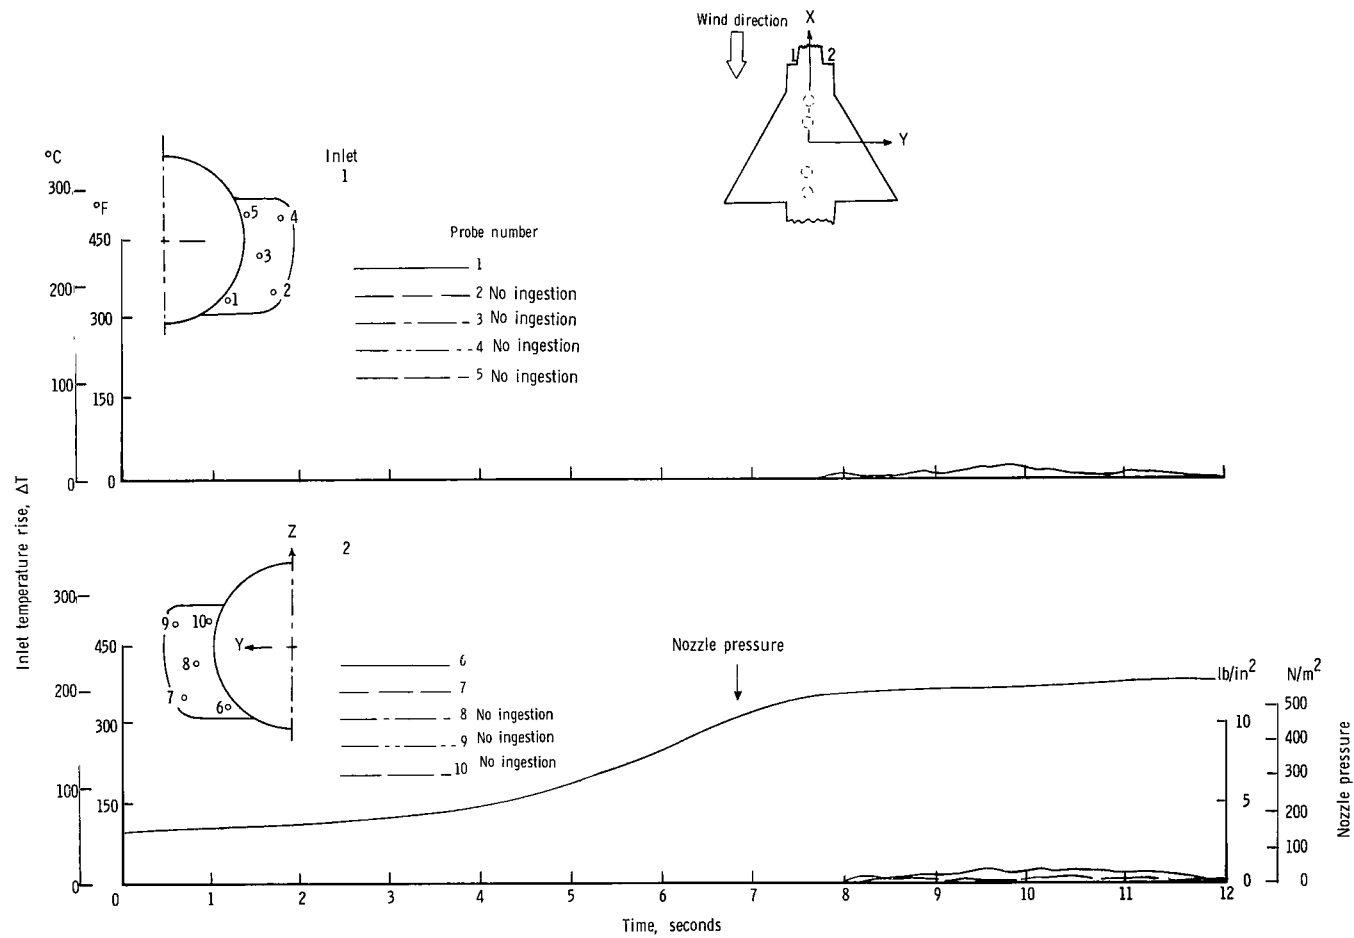 Wind direction
X
1 2
Y
°C
300
°F
450
200
300
100
150
0
0
Inlet
1
5
4
3
2
1
Probe number
1
2 No ingestion
3 No ingestion
4 No ingestion
5 No ingestion
Inlet temperature rise, ΔT
Z
2
300
450
200
300
100
150
0
9
10
Y
8
7
6
6
7
8 No ingestion
9 No ingestion
10 No ingestion
Nozzle pressure
lb/in²
N/m²
10
5
0
500
400
300
200
100
0
Nozzle pressure
0 1 2 3 4 5 6 7 8 9 10 11 12
Time, seconds